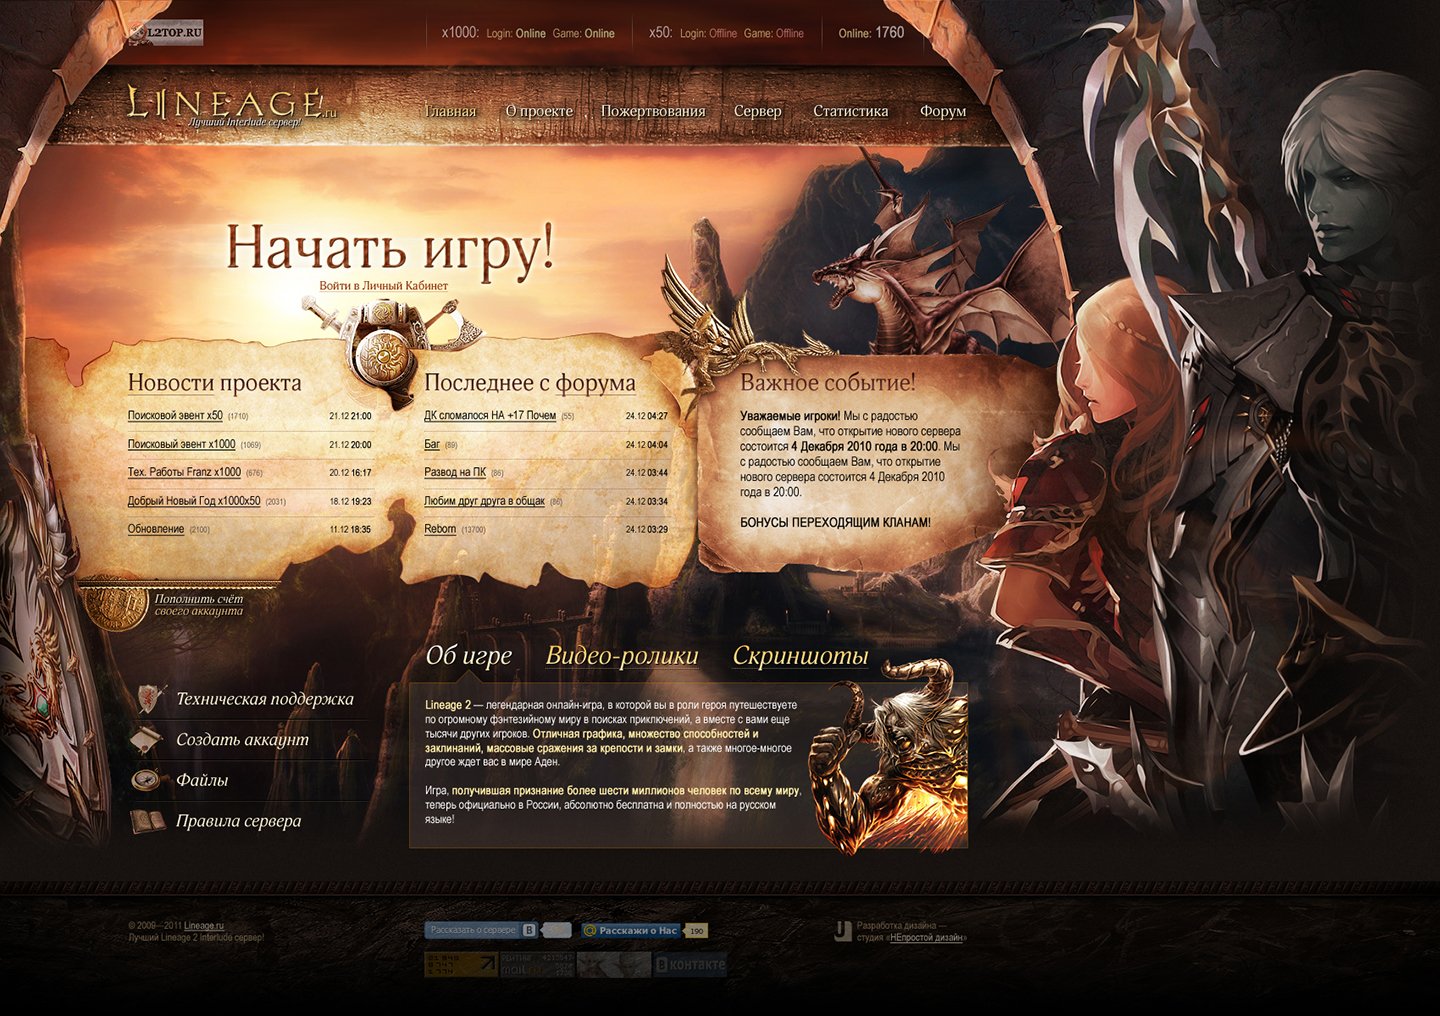 L2TOP.RU
x1000: Login: Online Game: Online
x50: Login: Offline Game: Offline
Online: 1760
LINEAGE.ru
Лучший Interlude сервер!
Главная
О проекте
Пожертвования
Сервер
Статистика
Форум
Начать игру!
Войти в Личный Кабинет
Новости проекта
Поисковой эвент x50 (1710) 21.12 21:00
Поисковый эвент x1000 (1069) 21.12 20:00
Тех. Работы Franz x1000 (676) 20.12 16:17
Добрый Новый Год x1000x50 (2031) 18.12 19:23
Обновление (2100) 11.12 18:35
Последнее с форума
ДК сломалося НА +17 Почем (55) 24.12 04:27
Баг (89) 24.12 04:04
Развод на ПК (86) 24.12 03:44
Любим друг друга в общак (86) 24.12 03:34
Reborn (13700) 24.12 03:29
Важное событие!
Уважаемые игроки! Мы с радостью
сообщаем Вам, что открытие нового сервера
состоится 4 Декабря 2010 года в 20:00. Мы
с радостью сообщаем Вам, что открытие
нового сервера состоится 4 Декабря 2010
года в 20:00.
БОНУСЫ ПЕРЕХОДЯЩИМ КЛАНАМ!
Пополнить счёт
своего аккаунта
Техническая поддержка
Создать аккаунт
Файлы
Правила сервера
Об игре
Видео-ролики
Скриншоты
Lineage 2 — легендарная онлайн-игра, в которой вы в роли героя путешествуете
по огромному фэнтезийному миру в поисках приключений, а вместе с вами еще
тысячи других игроков. Отличная графика, множество способностей и
заклинаний, массовые сражения за крепости и замки, а также многое-многое
другое ждет вас в мире Аден.
Игра, получившая признание более шести миллионов человек по всему миру,
теперь официально в России, абсолютно бесплатна и полностью на русском
языке!
© 2009—2011 Lineage.ru
Лучший Lineage 2 Interlude сервер!
Рассказать о сервере В
@ Расскажи о Нас 190
В контакте
Разработка дизайна —
студия «НЕпростой дизайн»